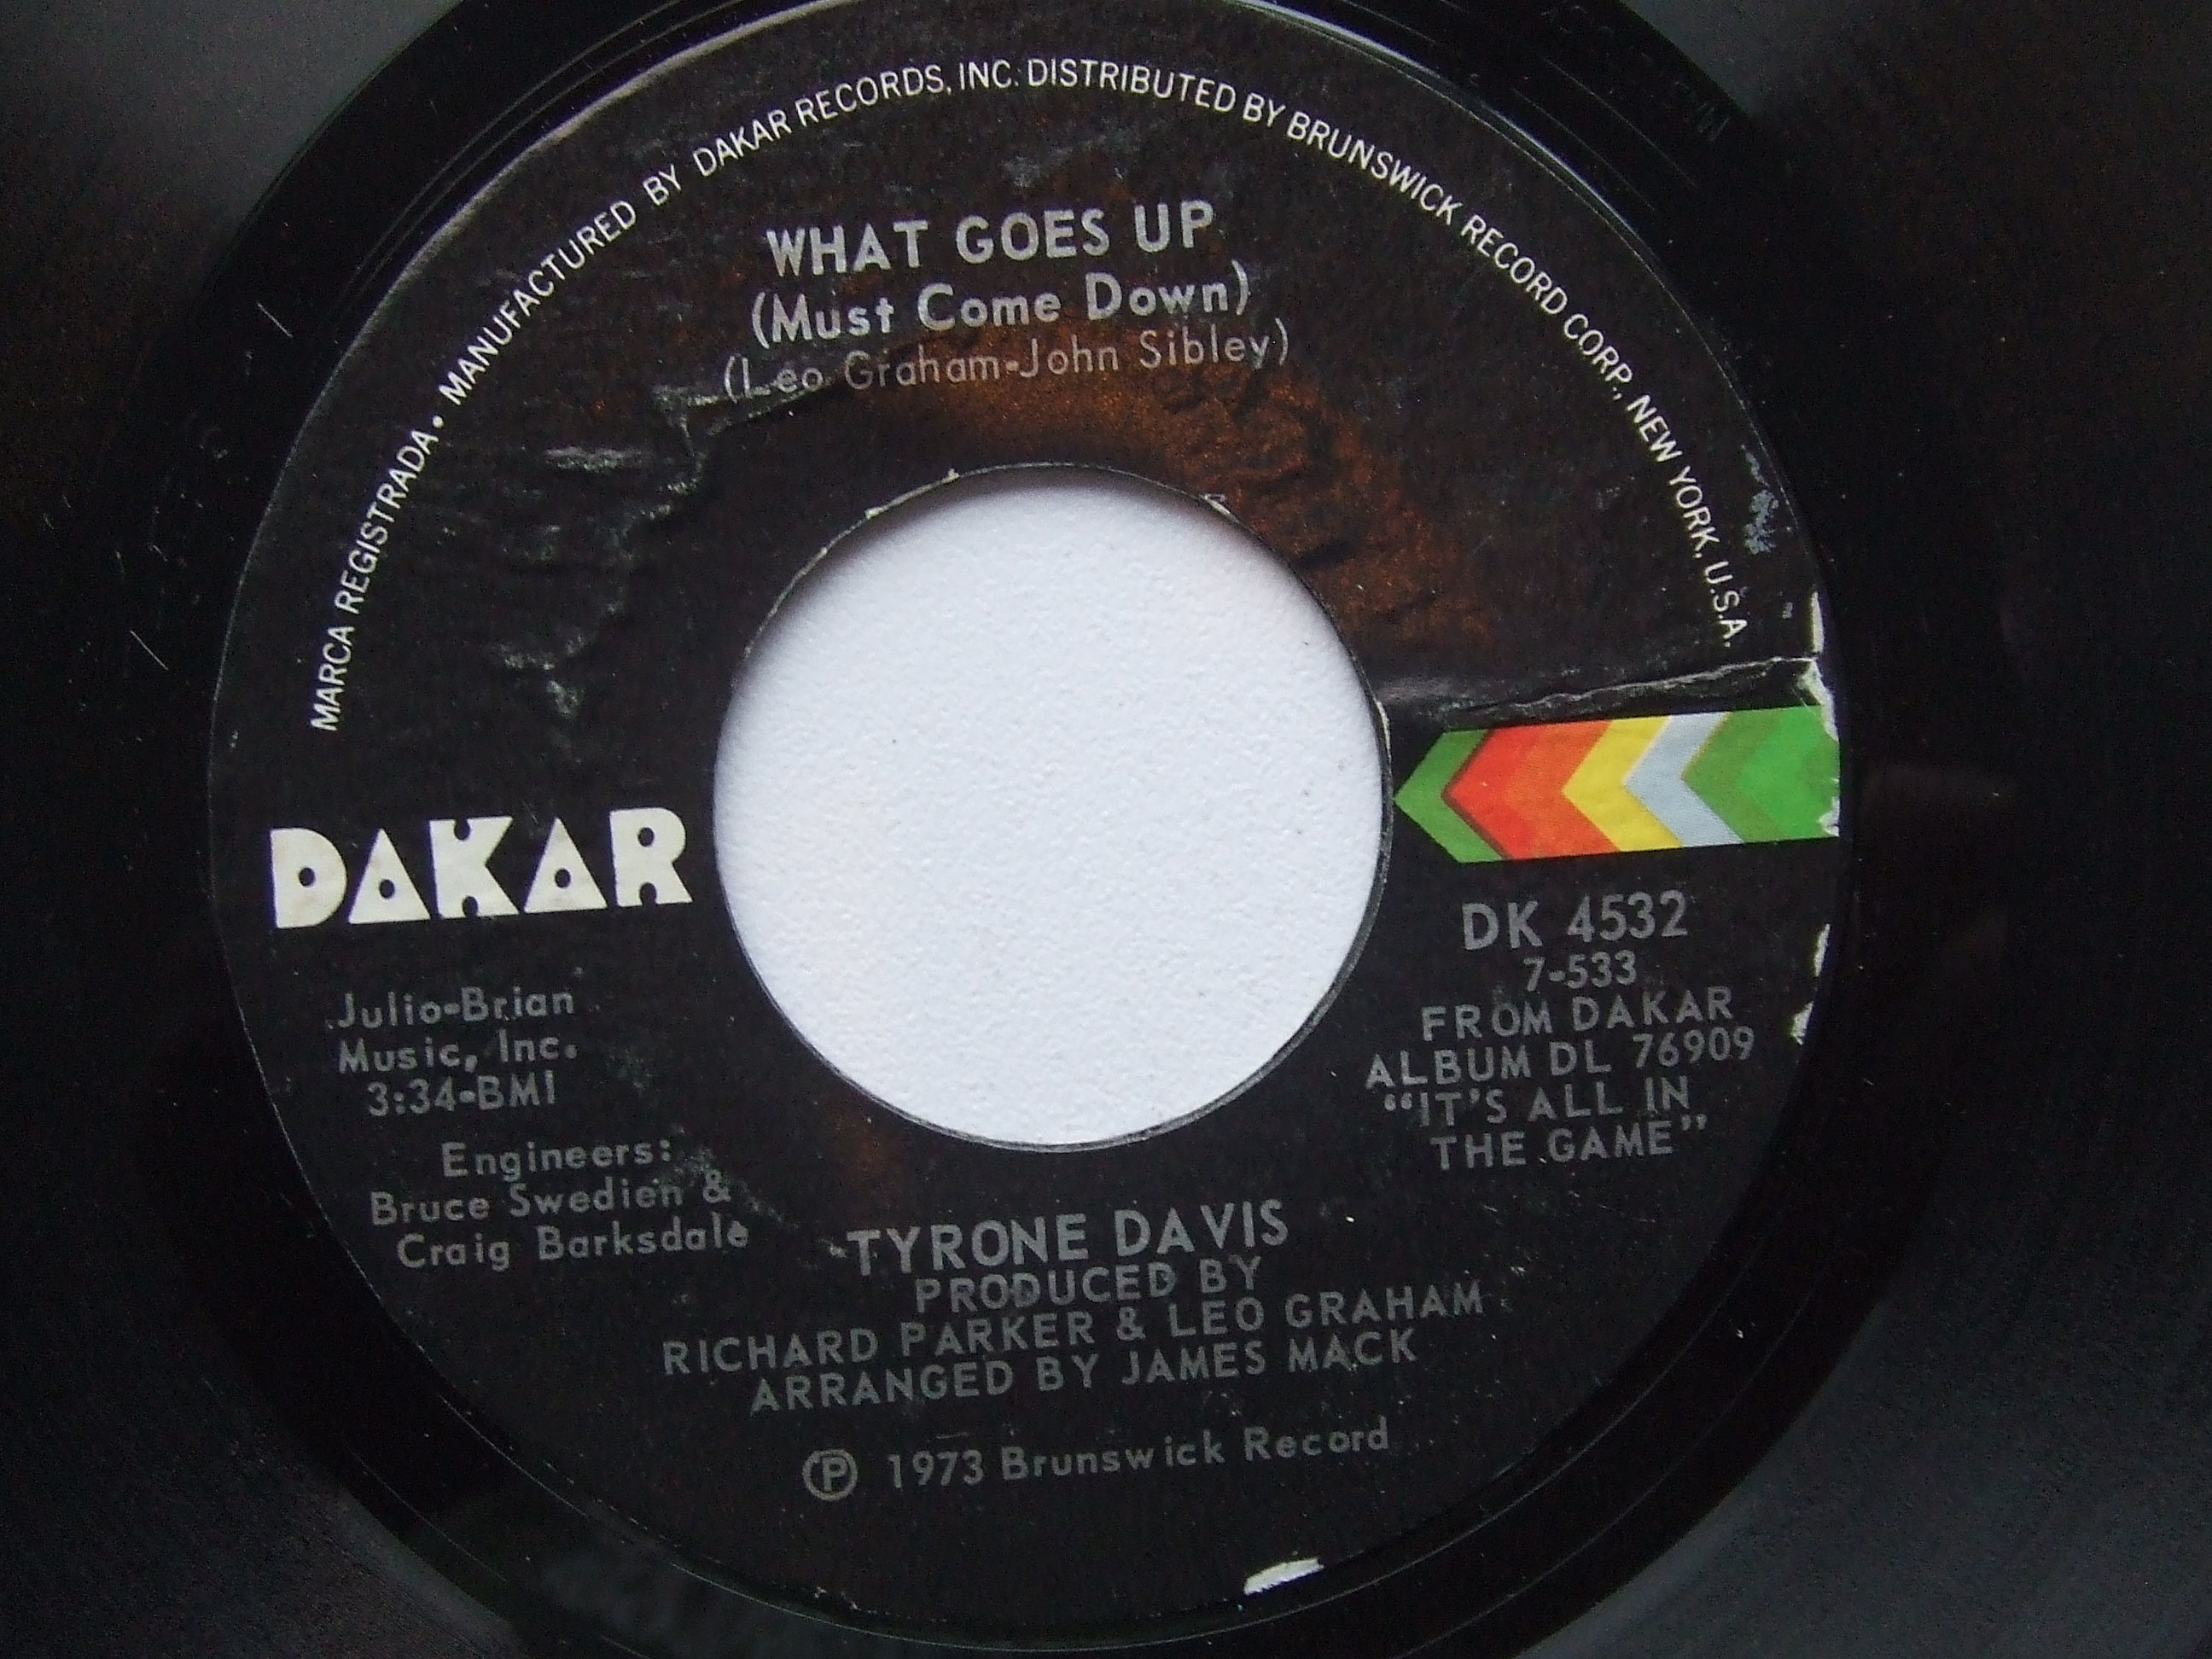 MARCA REGISTRADA • MANUFACTURED BY DAKAR RECORDS, INC. DISTRIBUTED BY BRUNSWICK RECORD CORP., NEW YORK, U.S.A.
WHAT GOES UP
(Must Come Down)
(Leo Graham-John Sibley)
DAKAR
Julio-Brian
Music, Inc.
3:34-BMI
Engineers:
Bruce Swedien &
Craig Barksdale
DK 4532
7-533
FROM DAKAR
ALBUM DL 76909
"IT'S ALL IN
THE GAME"
TYRONE DAVIS
PRODUCED BY
RICHARD PARKER & LEO GRAHAM
ARRANGED BY JAMES MACK
℗ 1973 Brunswick Record